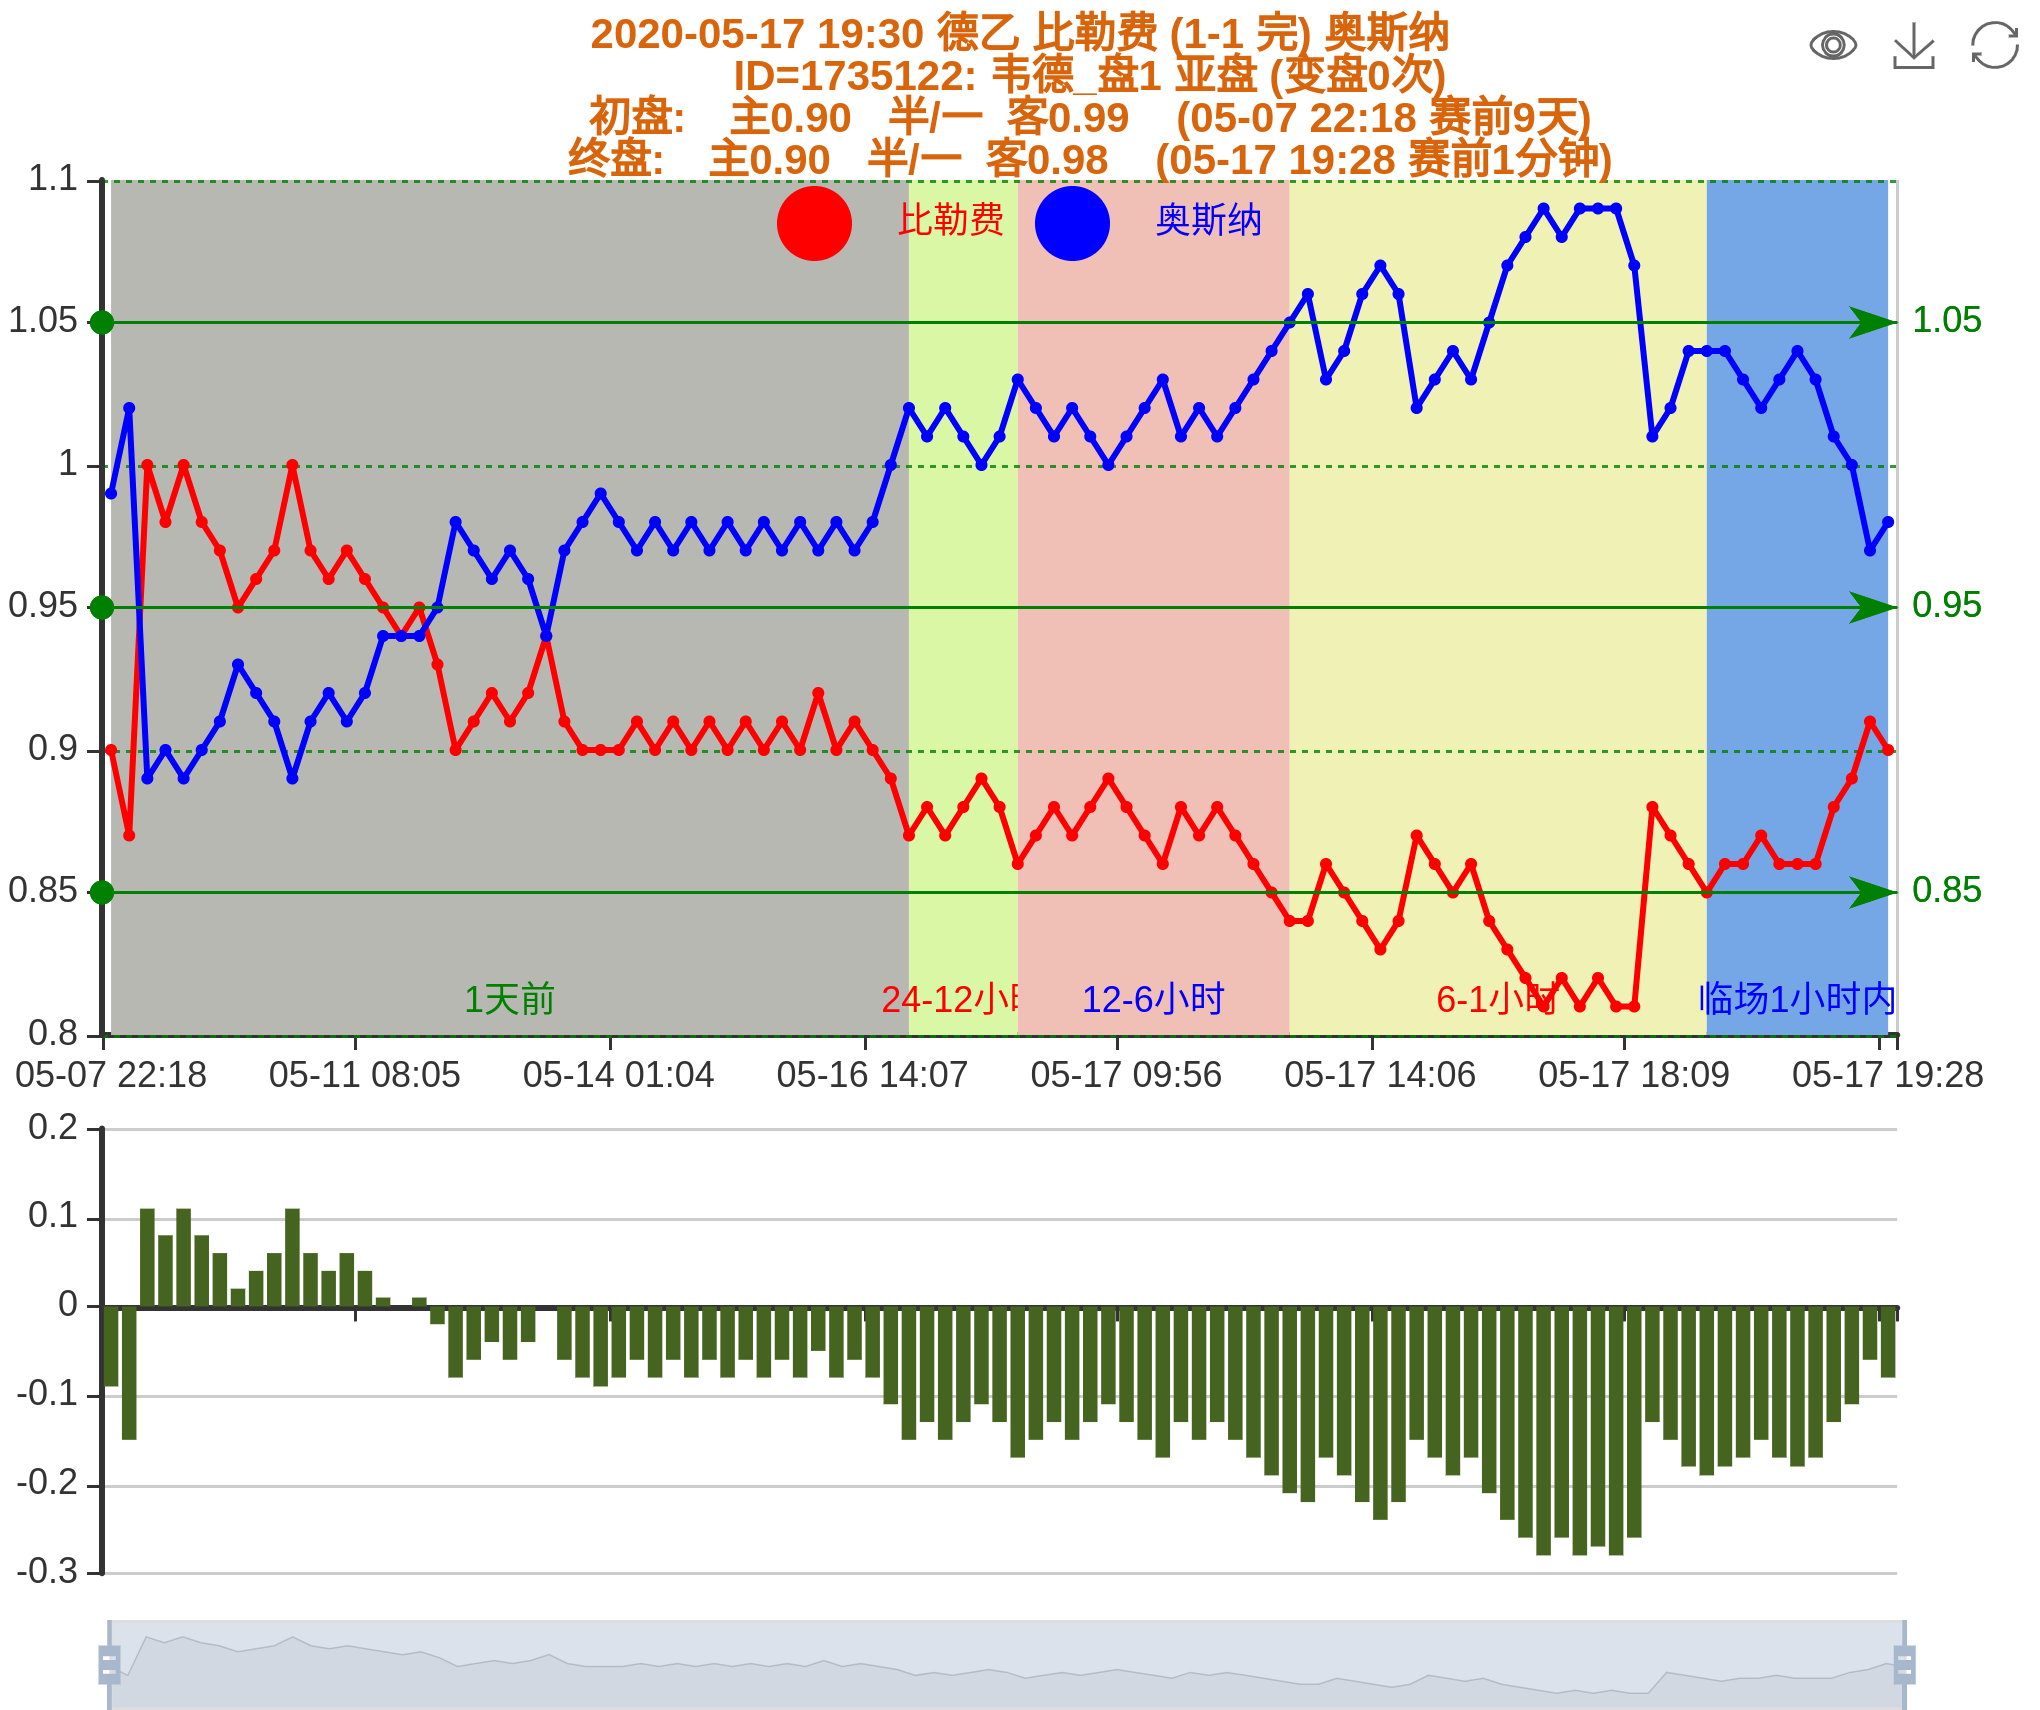 2020-05-17 19:30 德乙 比勒费 (1-1 完) 奥斯纳
ID=1735122: 韦德_盘1 亚盘 (变盘0次)
初盘: 主0.90 半/一 客0.99 (05-07 22:18 赛前9天)
终盘: 主0.90 半/一 客0.98 (05-17 19:28 赛前1分钟)
比勒费 奥斯纳
1.1
1.05 1.05
1
0.95 0.95
0.9
0.85 0.85
1天前 24-12小时 12-6小时 6-1小时 临场1小时内
0.8
05-07 22:18 05-11 08:05 05-14 01:04 05-16 14:07 05-17 09:56 05-17 14:06 05-17 18:09 05-17 19:28
0.2
0.1
0
-0.1
-0.2
-0.3